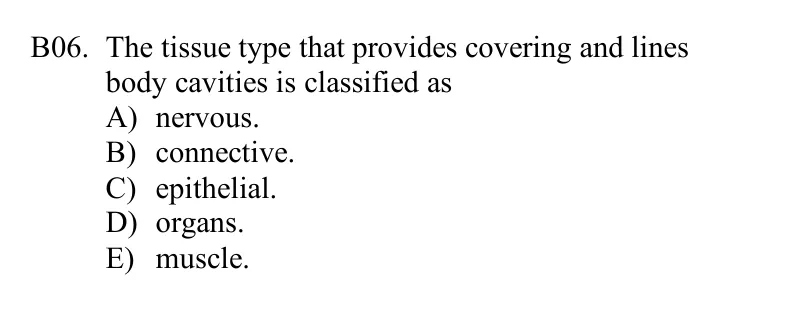 B06. The tissue type that provides covering and lines
body cavities is classified as
A) nervous.
B) connective.
C) epithelial.
D) organs.
E) muscle.